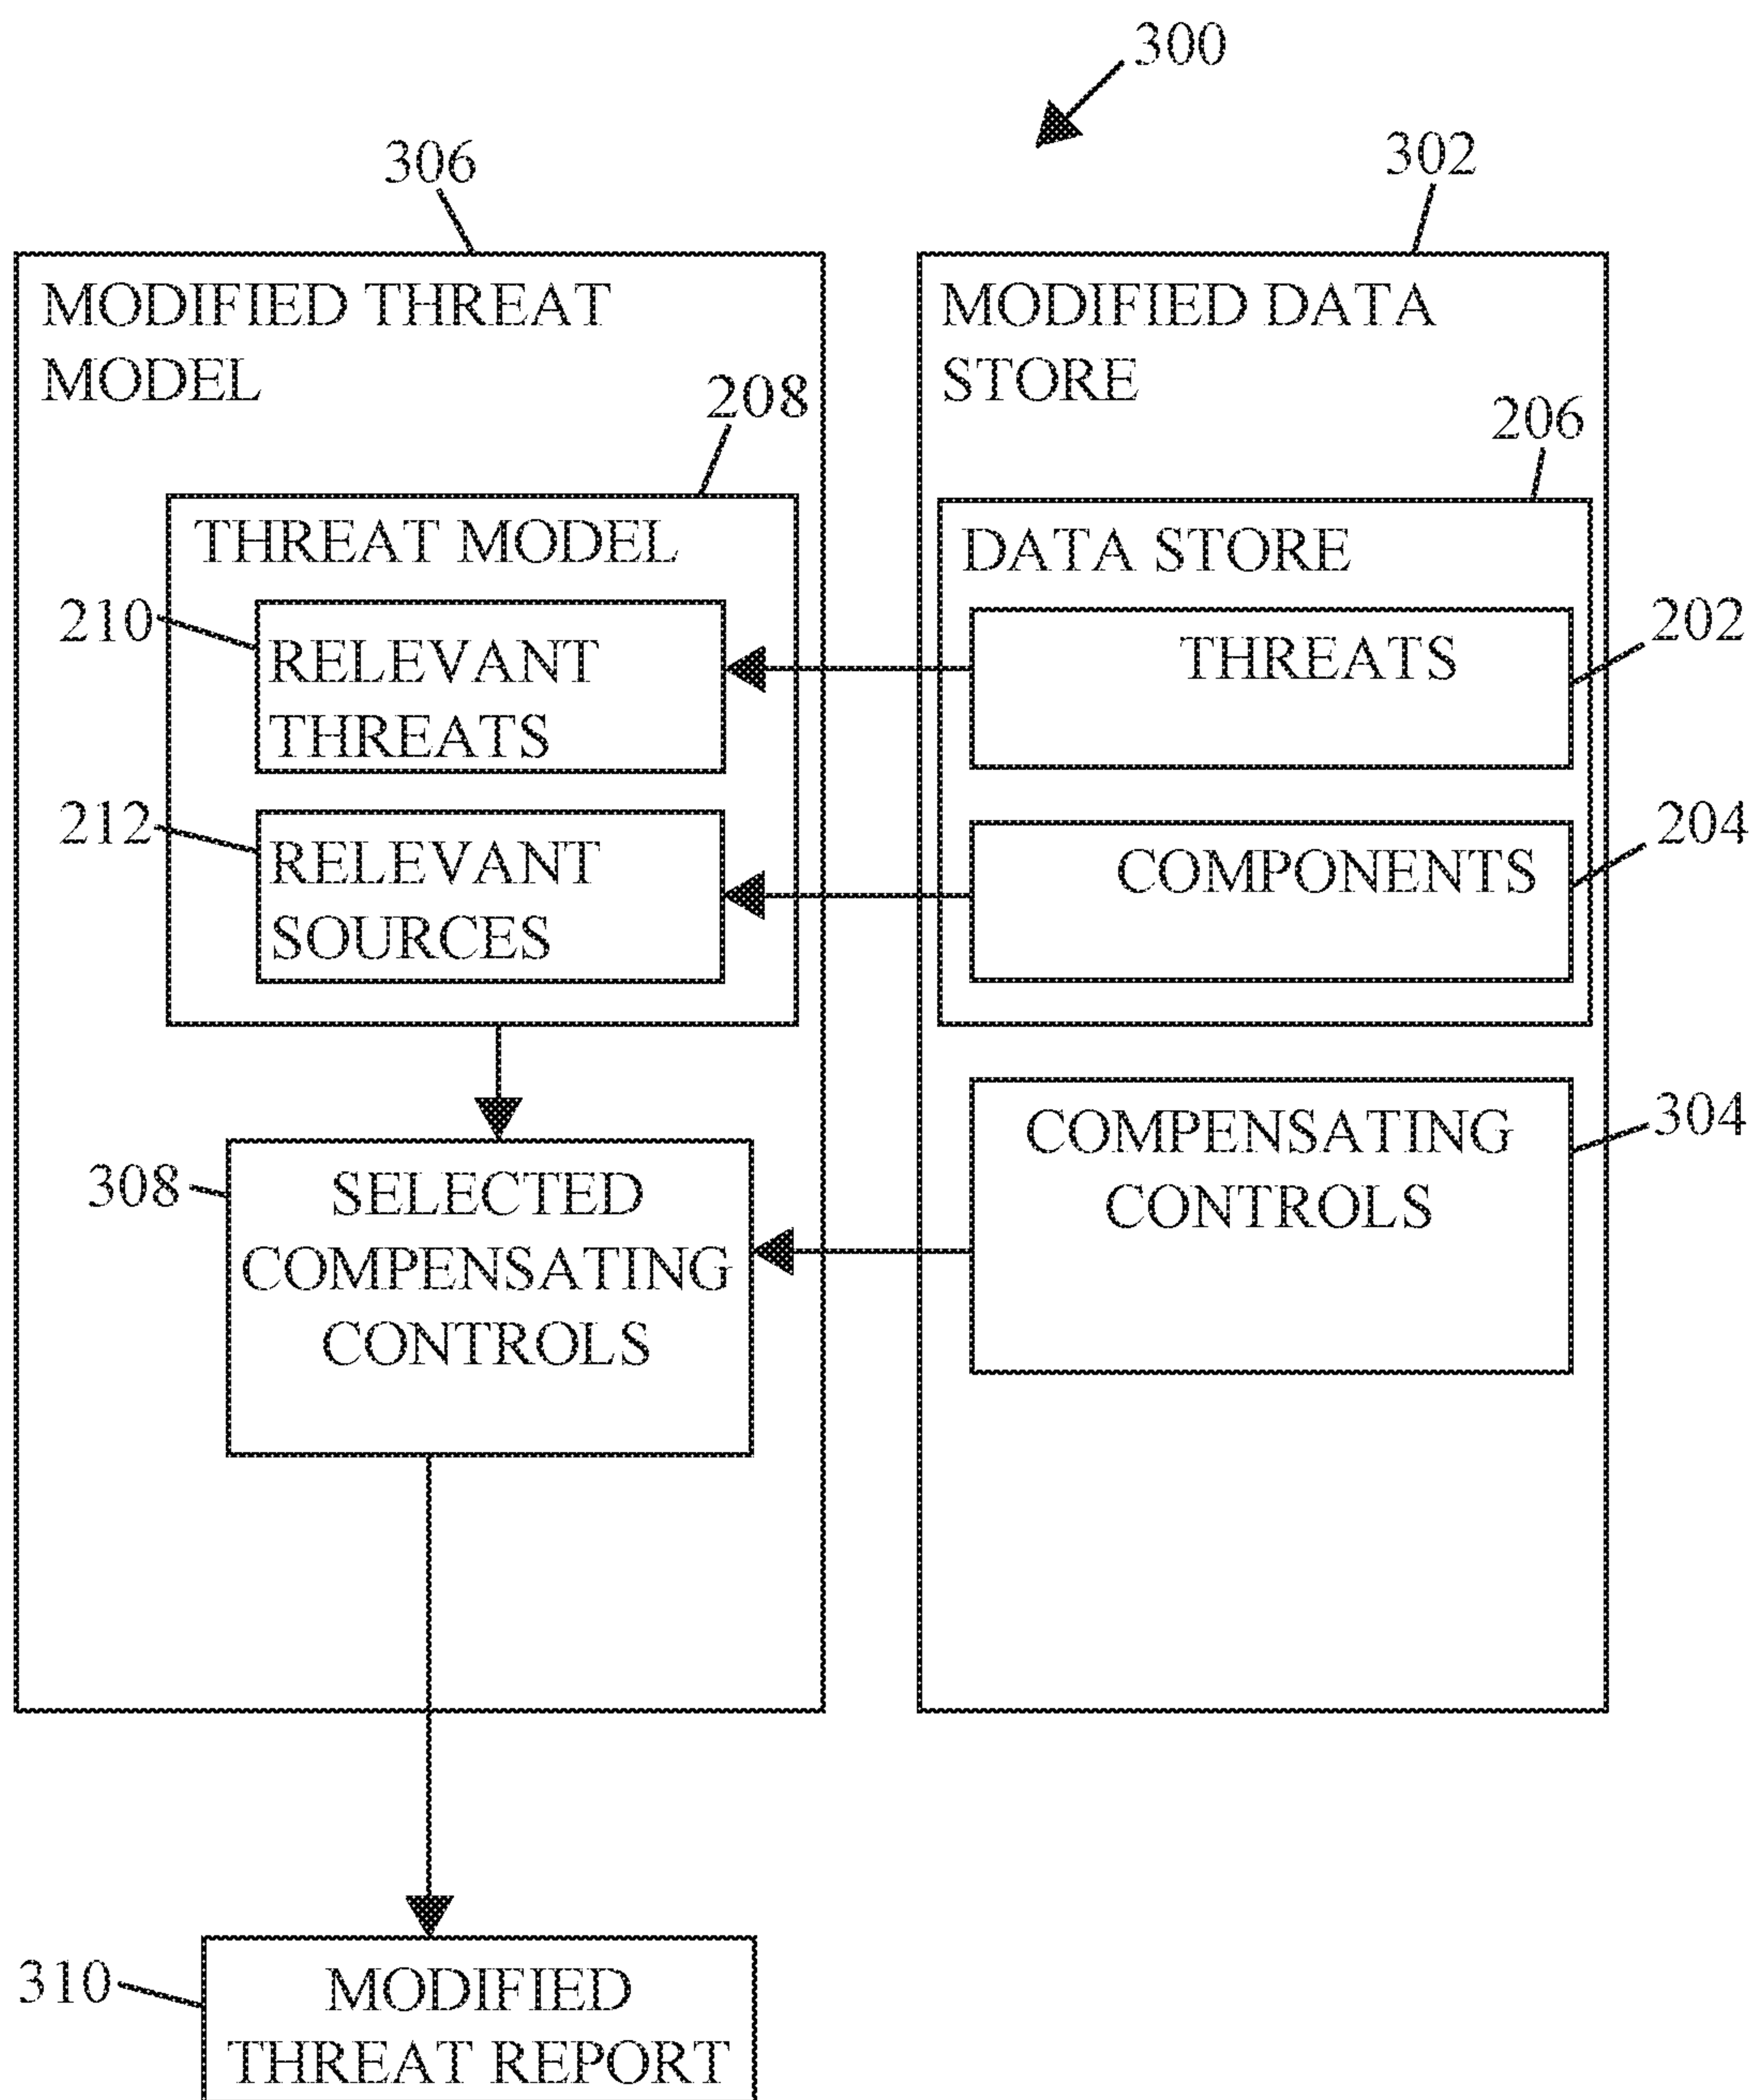 300
306
302
MODIFIED THREAT
MODEL
MODIFIED DATA
STORE
208
206
THREAT MODEL
DATA STORE
210
RELEVANT
THREATS
THREATS
202
212
RELEVANT
SOURCES
COMPONENTS
204
308
SELECTED
COMPENSATING
CONTROLS
COMPENSATING
CONTROLS
304
310
MODIFIED
THREAT REPORT